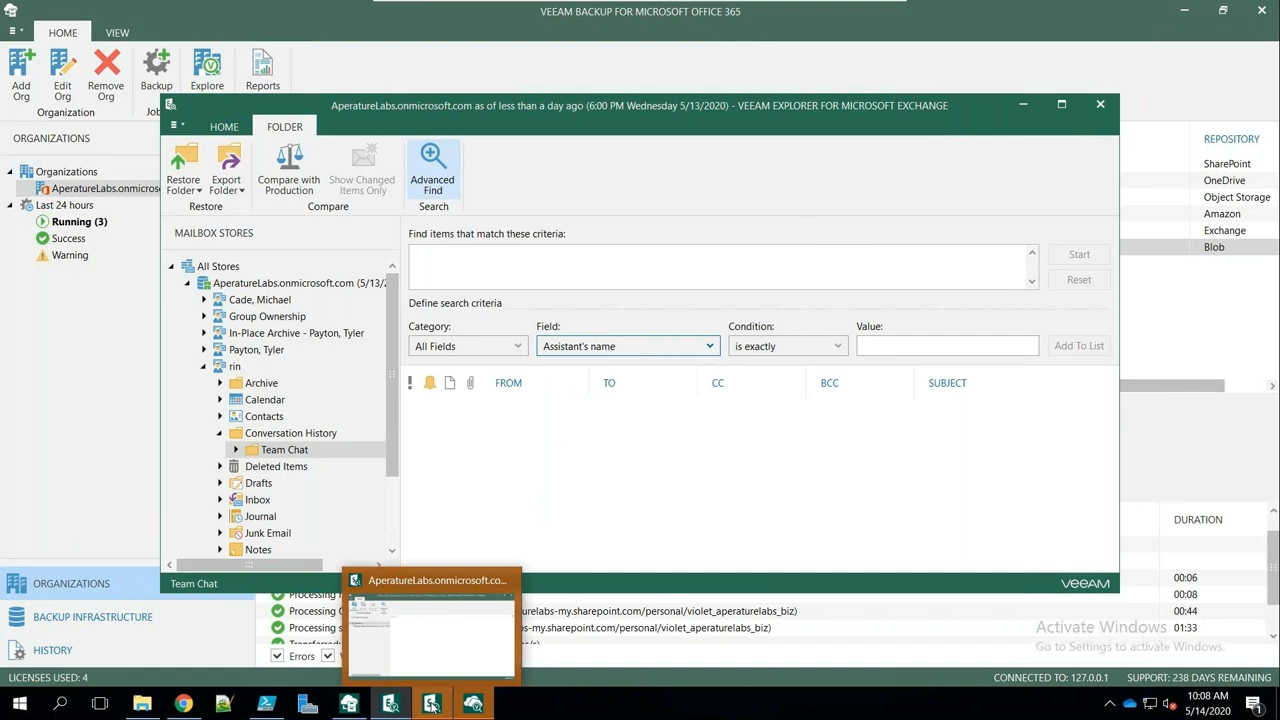 VEEAM BACKUP FOR MICROSOFT OFFICE 365
HOME
VIEW
Add Org
Edit Org
Remove Org
Backup
Explore
Reports
Organization
ORGANIZATIONS
Organizations
AperatureLabs.onmicros
Last 24 hours
Running (3)
Success
Warning
ORGANIZATIONS
BACKUP INFRASTRUCTURE
HISTORY
LICENSES USED: 4
AperatureLabs.onmicrosoft.com as of less than a day ago (6:00 PM Wednesday 5/13/2020) - VEEAM EXPLORER FOR MICROSOFT EXCHANGE
HOME
FOLDER
Restore Folder
Export Folder
Compare with Production
Show Changed Items Only
Advanced Find
Restore
Compare
Search
MAILBOX STORES
All Stores
AperatureLabs.onmicrosoft.com (5/13/2
Cade, Michael
Group Ownership
In-Place Archive - Payton, Tyler
Payton, Tyler
rin
Archive
Calendar
Contacts
Conversation History
Team Chat
Deleted Items
Drafts
Inbox
Journal
Junk Email
Notes
Find items that match these criteria:
Start
Reset
Define search criteria
Category:
Field:
Condition:
Value:
All Fields
Assistant's name
is exactly
Add To List
FROM
TO
CC
BCC
SUBJECT
Team Chat
VEEAM
REPOSITORY
SharePoint
OneDrive
Object Storage
Amazon
Exchange
Blob
DURATION
00:06
00:08
00:44
01:33
Processing
urelabs-my.sharepoint.com/personal/violet_aperaturelabs_biz)
Processing s
-my.sharepoint.com/personal/violet_aperaturelabs_biz)
Errors
AperatureLabs.onmicrosoft.co...
Activate Windows
Go to Settings to activate Windows.
CONNECTED TO: 127.0.0.1
SUPPORT: 238 DAYS REMAINING
10:08 AM
5/14/2020